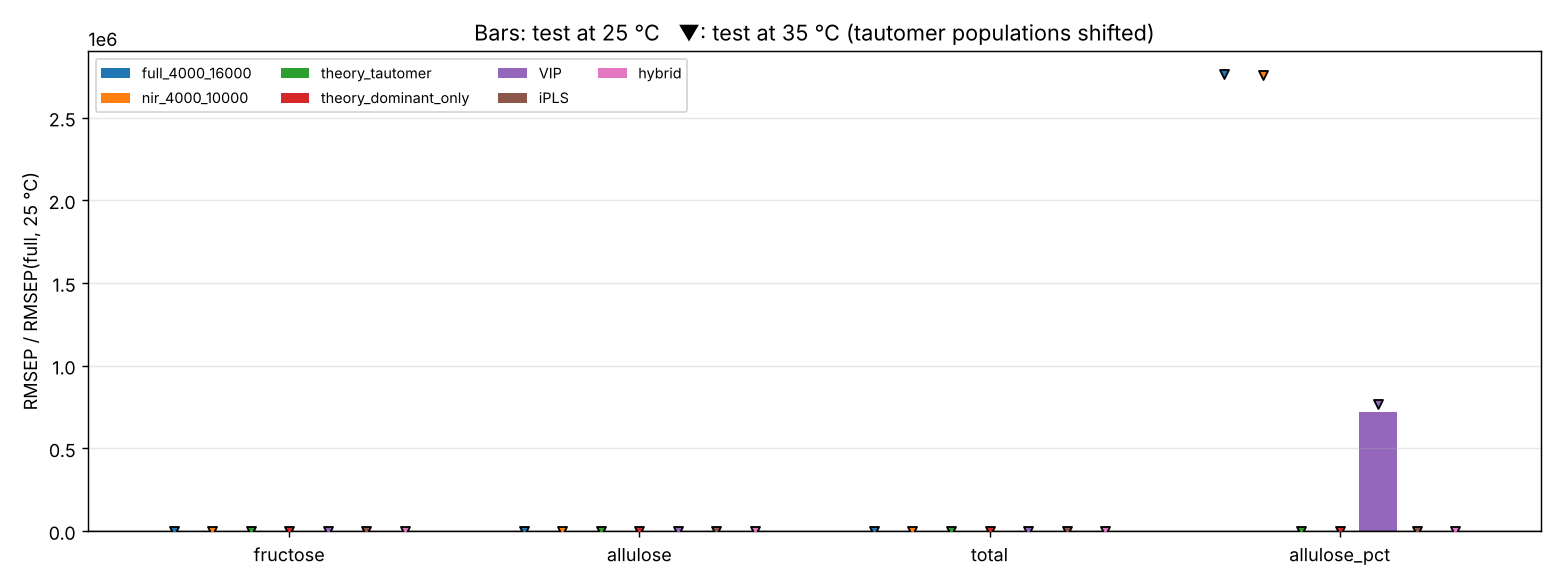 Bars: test at 25 °C ▼: test at 35 °C (tautomer populations shifted)
1e6
full_4000_16000
nir_4000_10000
theory_tautomer
theory_dominant_only
VIP
iPLS
hybrid
RMSEP / RMSEP(full, 25 °C)
2.5
2.0
1.5
1.0
0.5
0.0
fructose
allulose
total
allulose_pct